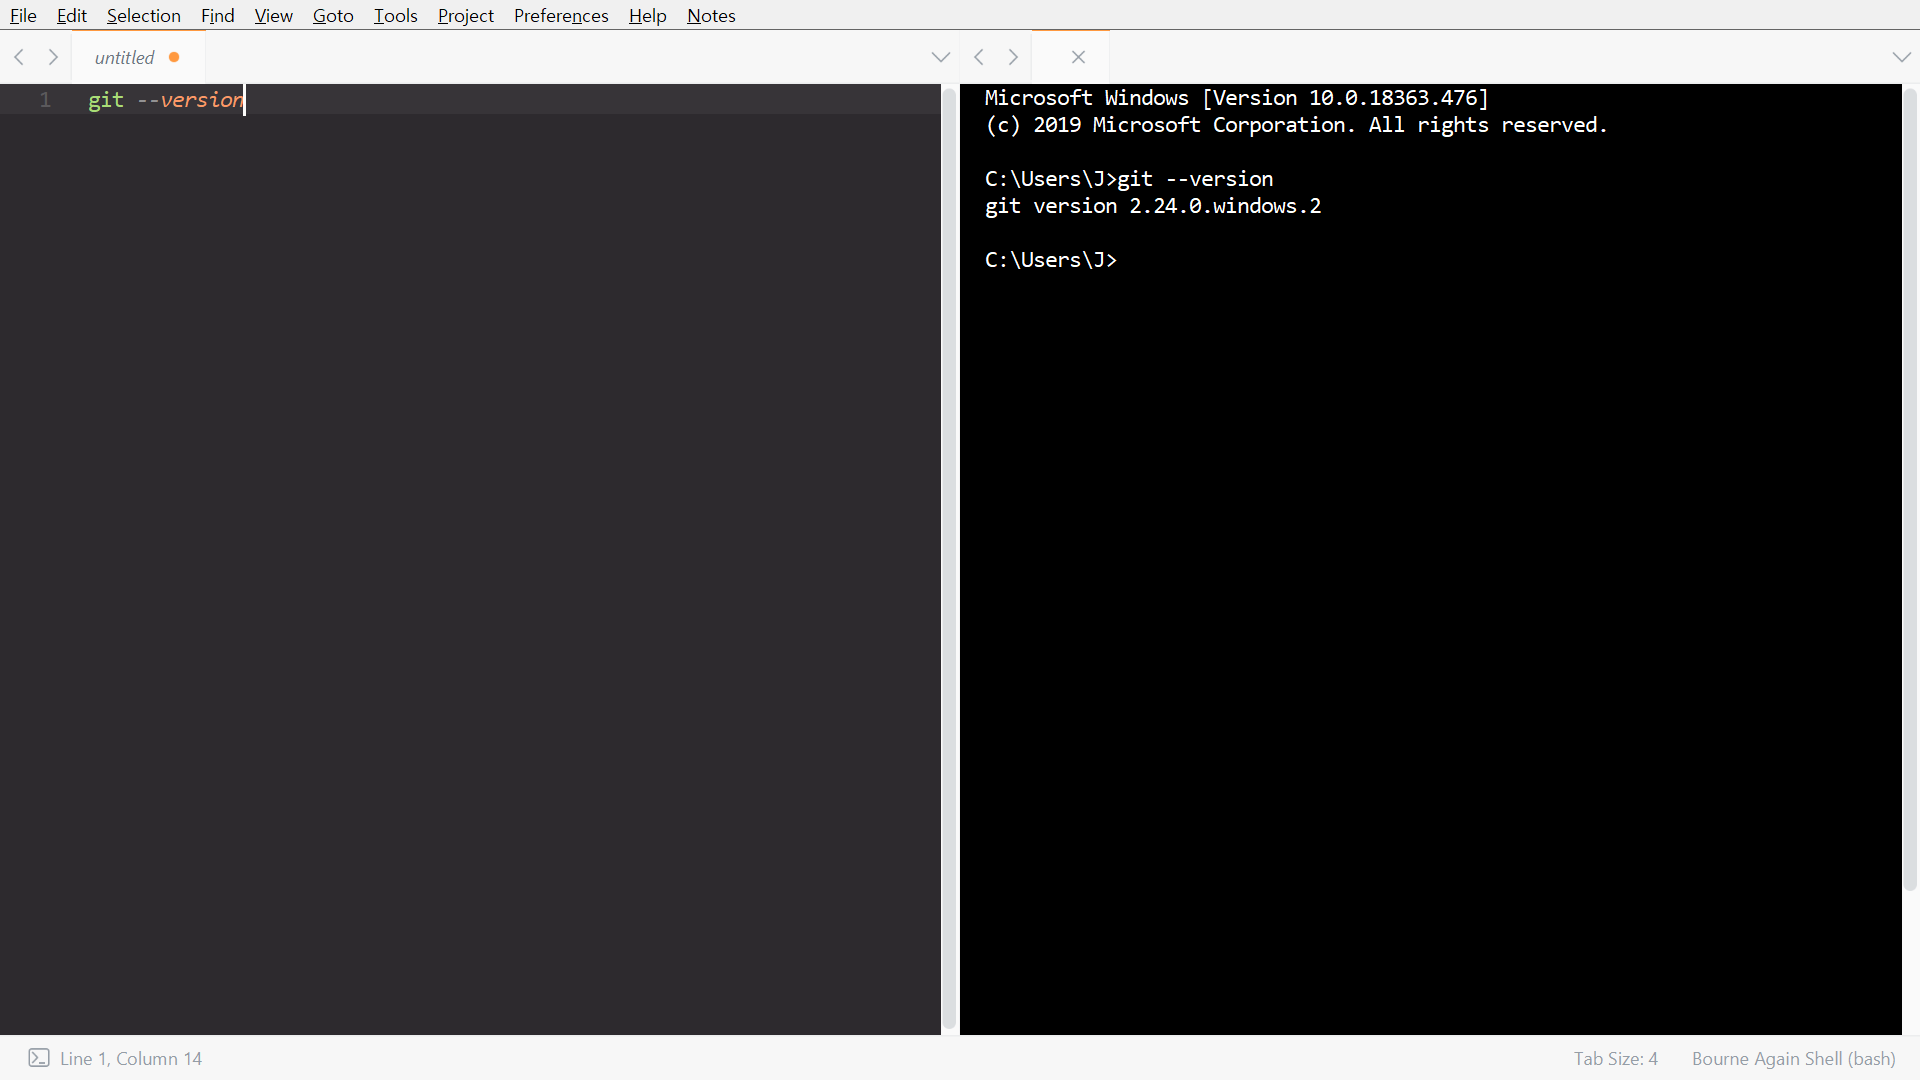 File Edit Selection Find View Goto Tools Project Preferences Help Notes
untitled
1 git --version
Microsoft Windows [Version 10.0.18363.476]
(c) 2019 Microsoft Corporation. All rights reserved.
C:\Users\J>git --version
git version 2.24.0.windows.2
C:\Users\J>
Line 1, Column 14
Tab Size: 4
Bourne Again Shell (bash)